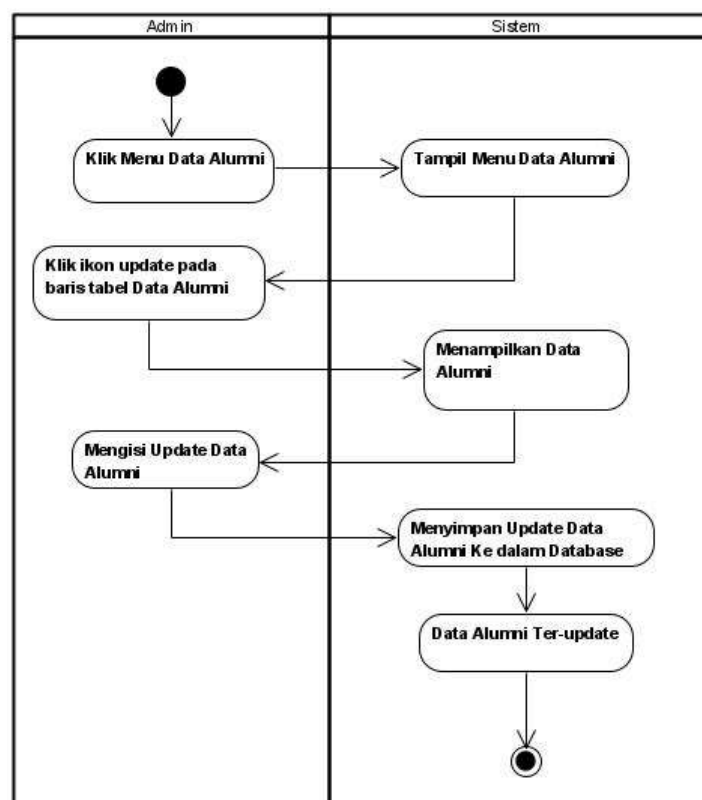 Admin
Sistem
Klik Menu Data Alumni
Tampil Menu Data Alumni
Klik ikon update pada
baris tabel Data Alumni
Menampilkan Data
Alumni
Mengisi Update Data
Alumni
Menyimpan Update Data
Alumni Ke dalam Database
Data Alumni Ter-update